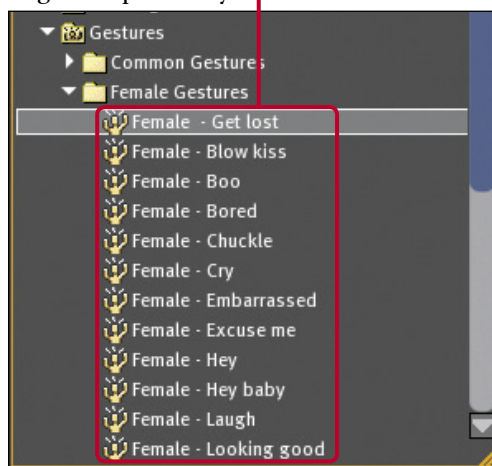 Gestures
Common Gestures
Female Gestures
Female - Get lost
Female - Blow kiss
Female - Boo
Female - Bored
Female - Chuckle
Female - Cry
Female - Embarrassed
Female - Excuse me
Female - Hey
Female - Hey baby
Female - Laugh
Female - Looking good